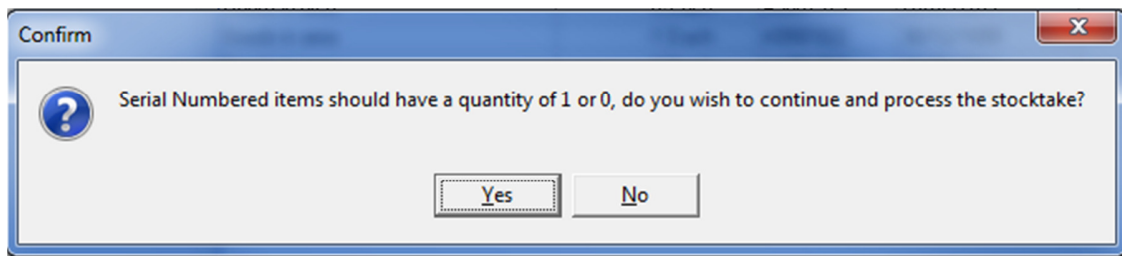 Confirm
Serial Numbered items should have a quantity of 1 or 0, do you wish to continue and process the stocktake?
Yes
No